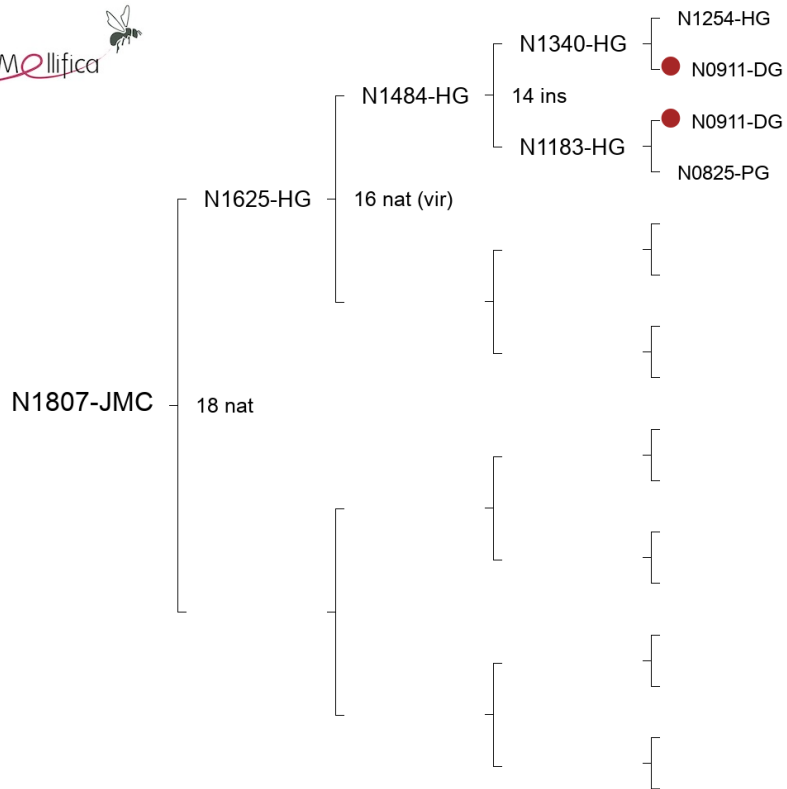 Mellifica
N1254-HG
N1340-HG
N0911-DG
N1484-HG
14 ins
N0911-DG
N1183-HG
N0825-PG
N1625-HG
16 nat (vir)
N1807-JMC
18 nat